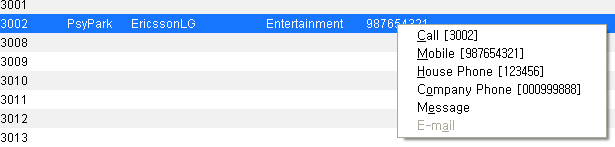 3001
3002 PsyPark EricssonLG Entertainment 987654321
3008
3009
3010
3011
3012
3013
Call [3002]
Mobile [987654321]
House Phone [123456]
Company Phone [000999888]
Message
E-mail